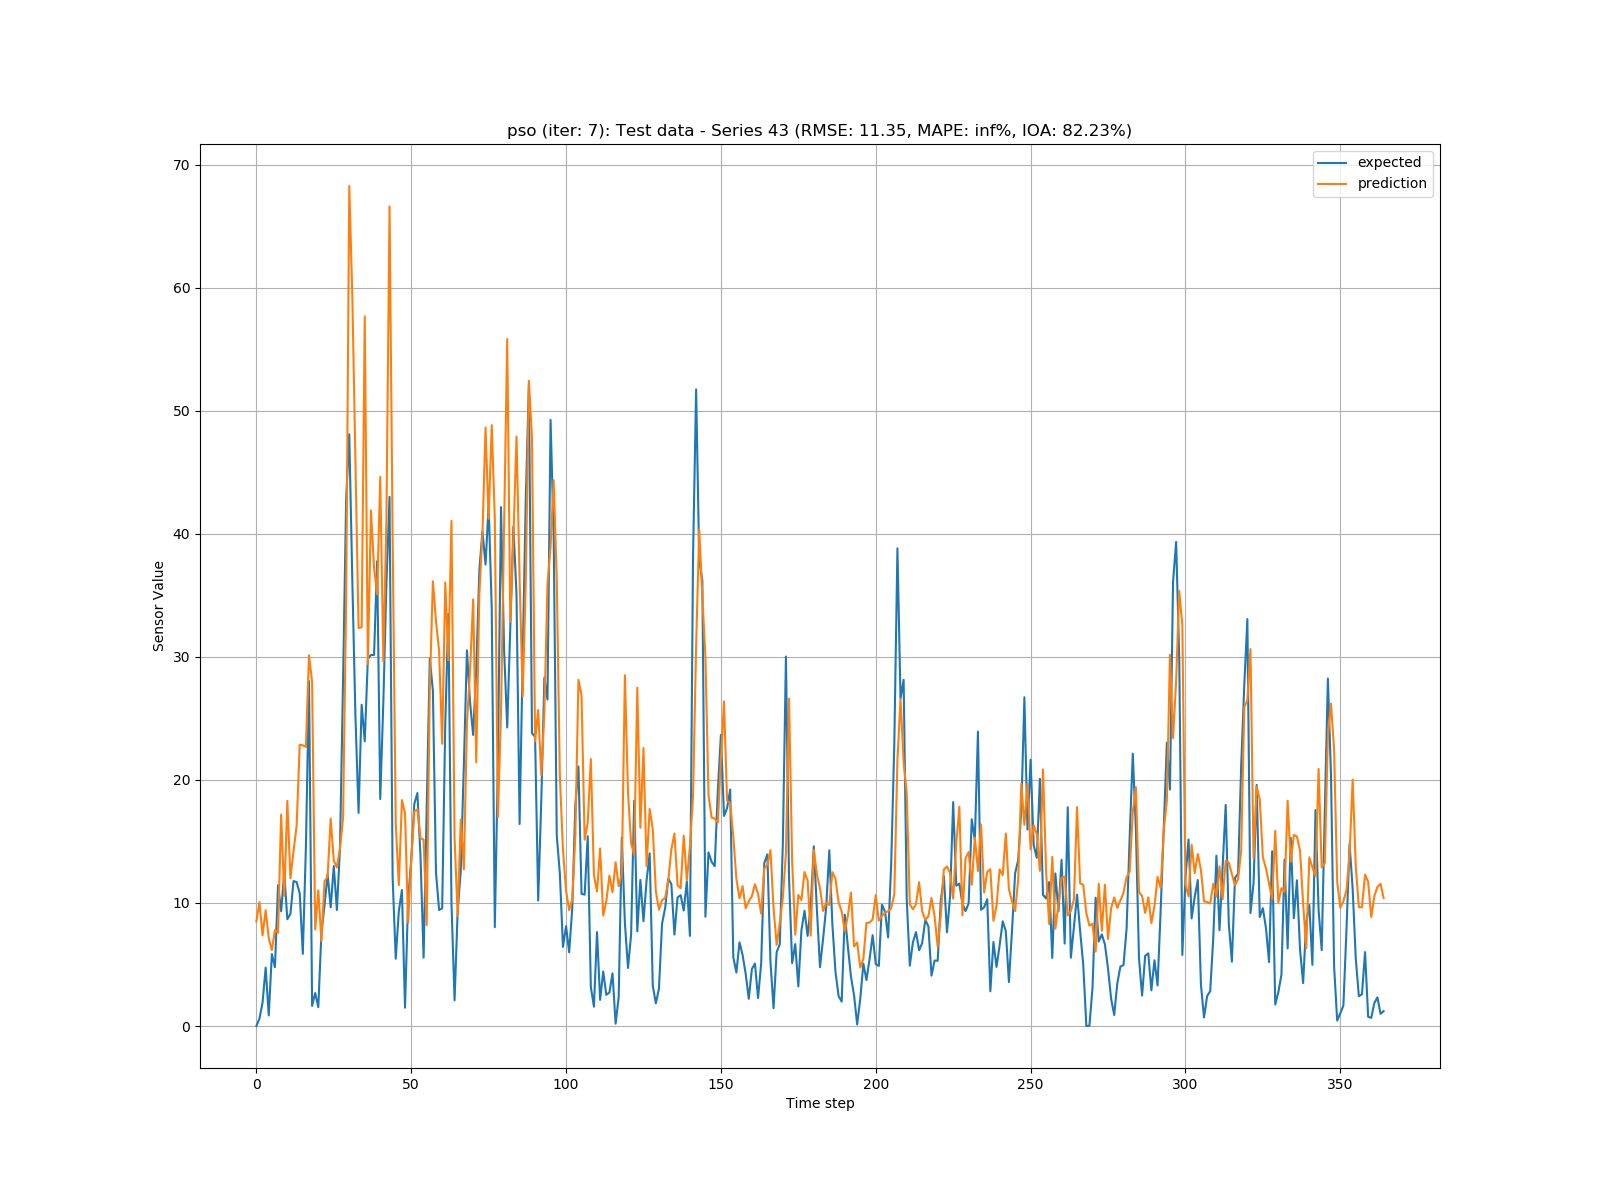 pso (iter: 7): Test data - Series 43 (RMSE: 11.35, MAPE: inf%, IOA: 82.23%)
expected
prediction
70
60
50
40
30
20
10
0
Sensor Value
0 50 100 150 200 250 300 350
Time step